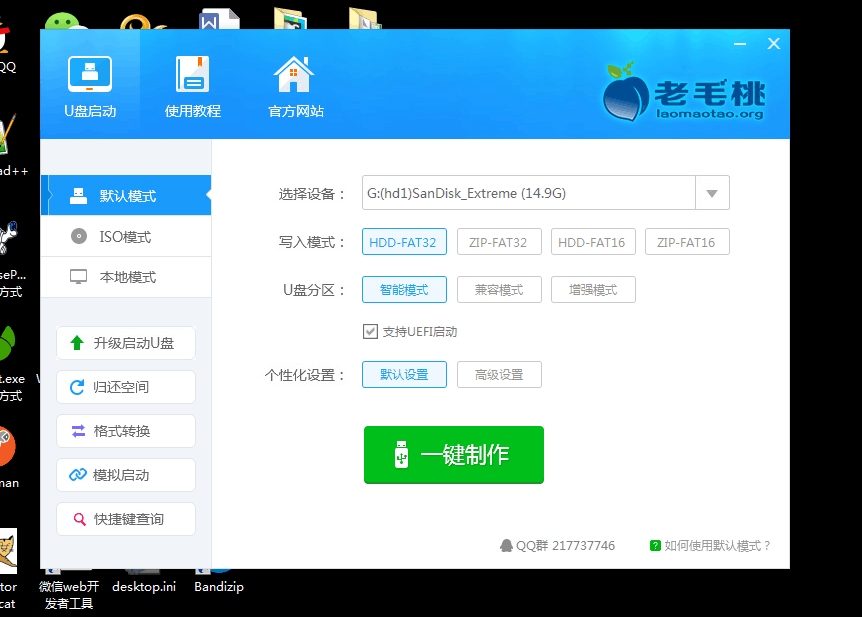 QQ
U盘启动
使用教程
官方网站
老毛桃
laomaotao.org
ad++
默认模式
选择设备：
G:(hd1)SanDisk_Extreme (14.9G)
ISO模式
写入模式：
HDD-FAT32
ZIP-FAT32
HDD-FAT16
ZIP-FAT16
本地模式
U盘分区：
智能模式
兼容模式
增强模式
seP...
方式
支持UEFI启动
升级启动U盘
个性化设置：
默认设置
高级设置
t.exe
方式
归还空间
格式转换
一键制作
模拟启动
man
快捷键查询
QQ群 217737746
如何使用默认模式？
tor
cat
微信web开
发者工具
desktop.ini
Bandizip